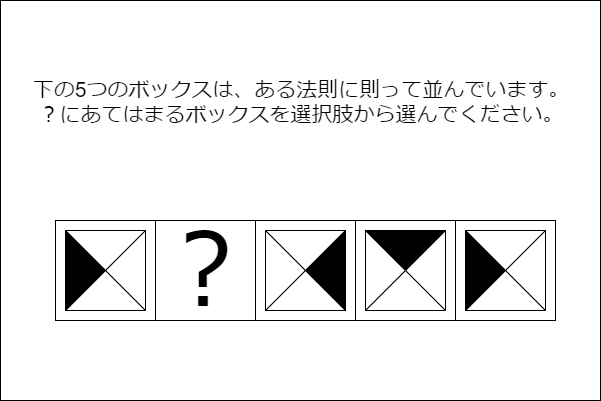 下の5つのボックスは、ある法則に則って並んでいます。
？にあてはまるボックスを選択肢から選んでください。
?